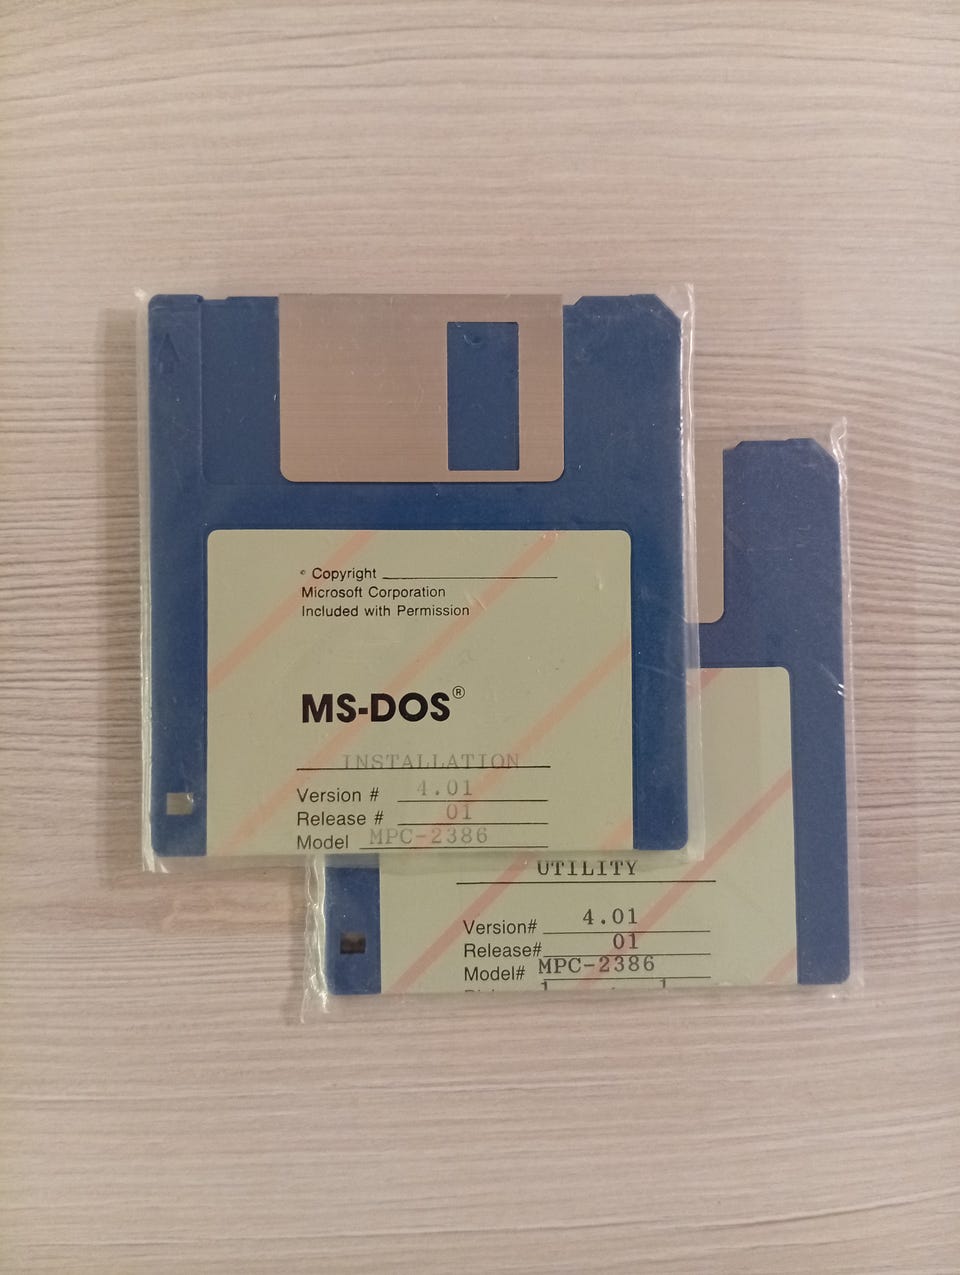 © Copyright
Microsoft Corporation
Included with Permission
MS-DOS®
INSTALLATION
Version # 4.01
Release # 01
Model MPC-2386
UTILITY
Version# 4.01
Release# 01
Model# MPC-2386